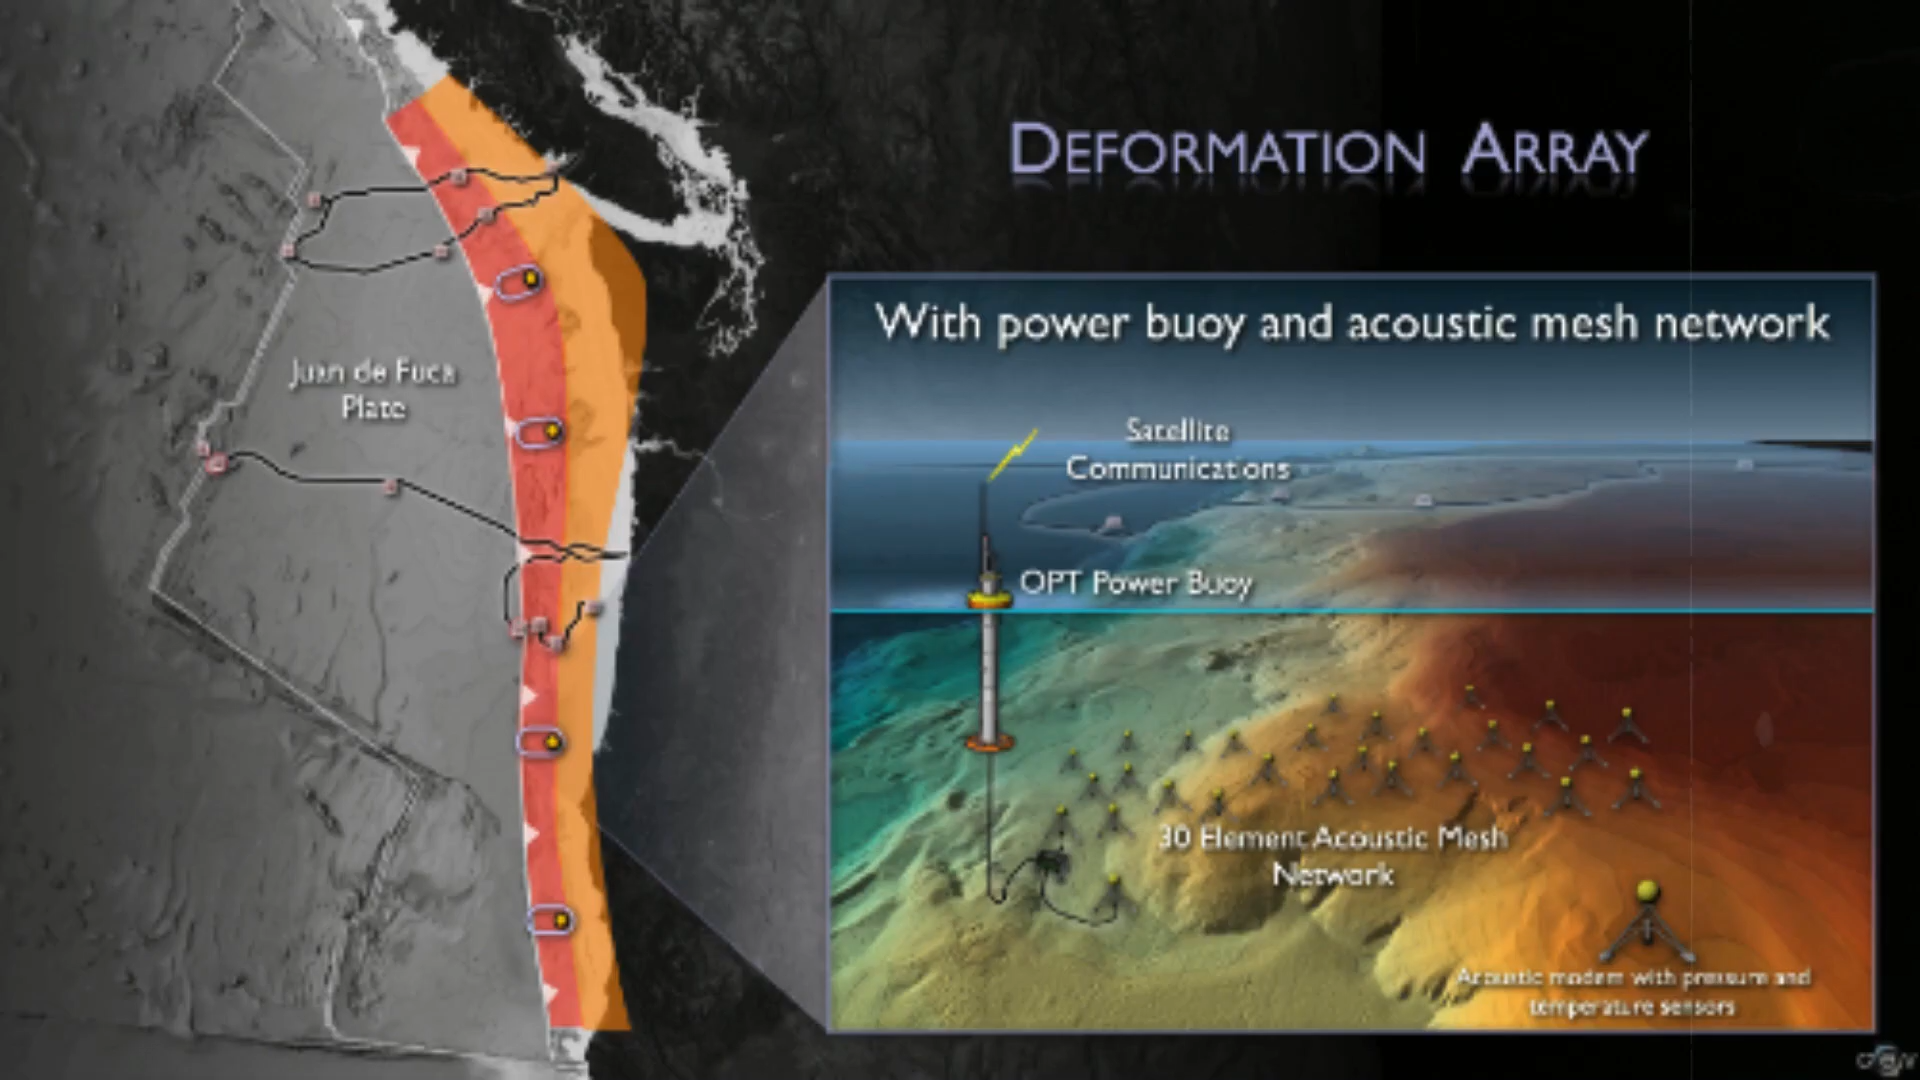 DEFORMATION ARRAY
With power buoy and acoustic mesh network
Juan de Fuca
Plate
Satellite
Communications
OPT Power Buoy
30 Element Acoustic Mesh
Network
Acoustic modem with pressure and
temperature sensors